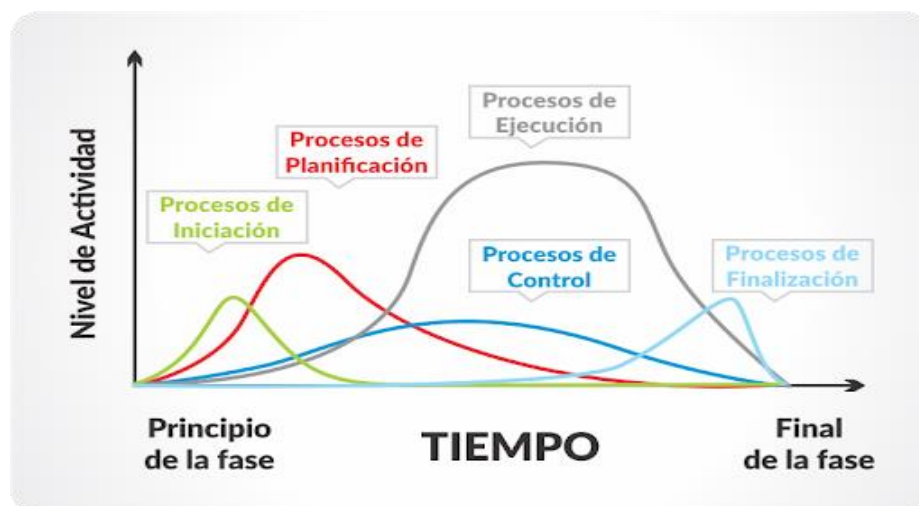 Procesos de
Ejecución
Procesos de
Planificación
Procesos de
Iniciación
Procesos de
Control
Procesos de
Finalización
Nivel de Actividad
Principio
de la fase
TIEMPO
Final
de la fase